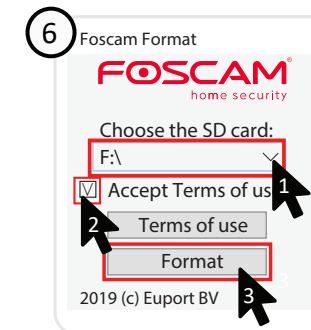 6
Foscam Format
FOSCAM
home security
Choose the SD card:
F:\
Accept Terms of us
1
2
Terms of use
Format
3
3
2019 (c) Euport BV